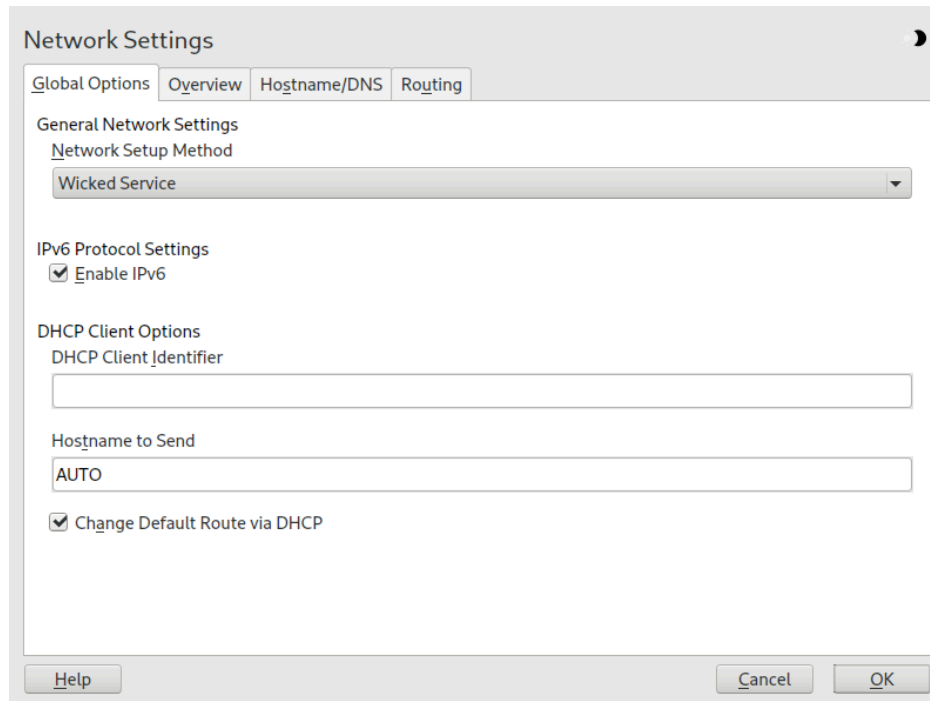 Network Settings
Global Options Overview Hostname/DNS Routing
General Network Settings
Network Setup Method
Wicked Service
IPv6 Protocol Settings
Enable IPv6
DHCP Client Options
DHCP Client Identifier
Hostname to Send
AUTO
Change Default Route via DHCP
Help Cancel OK